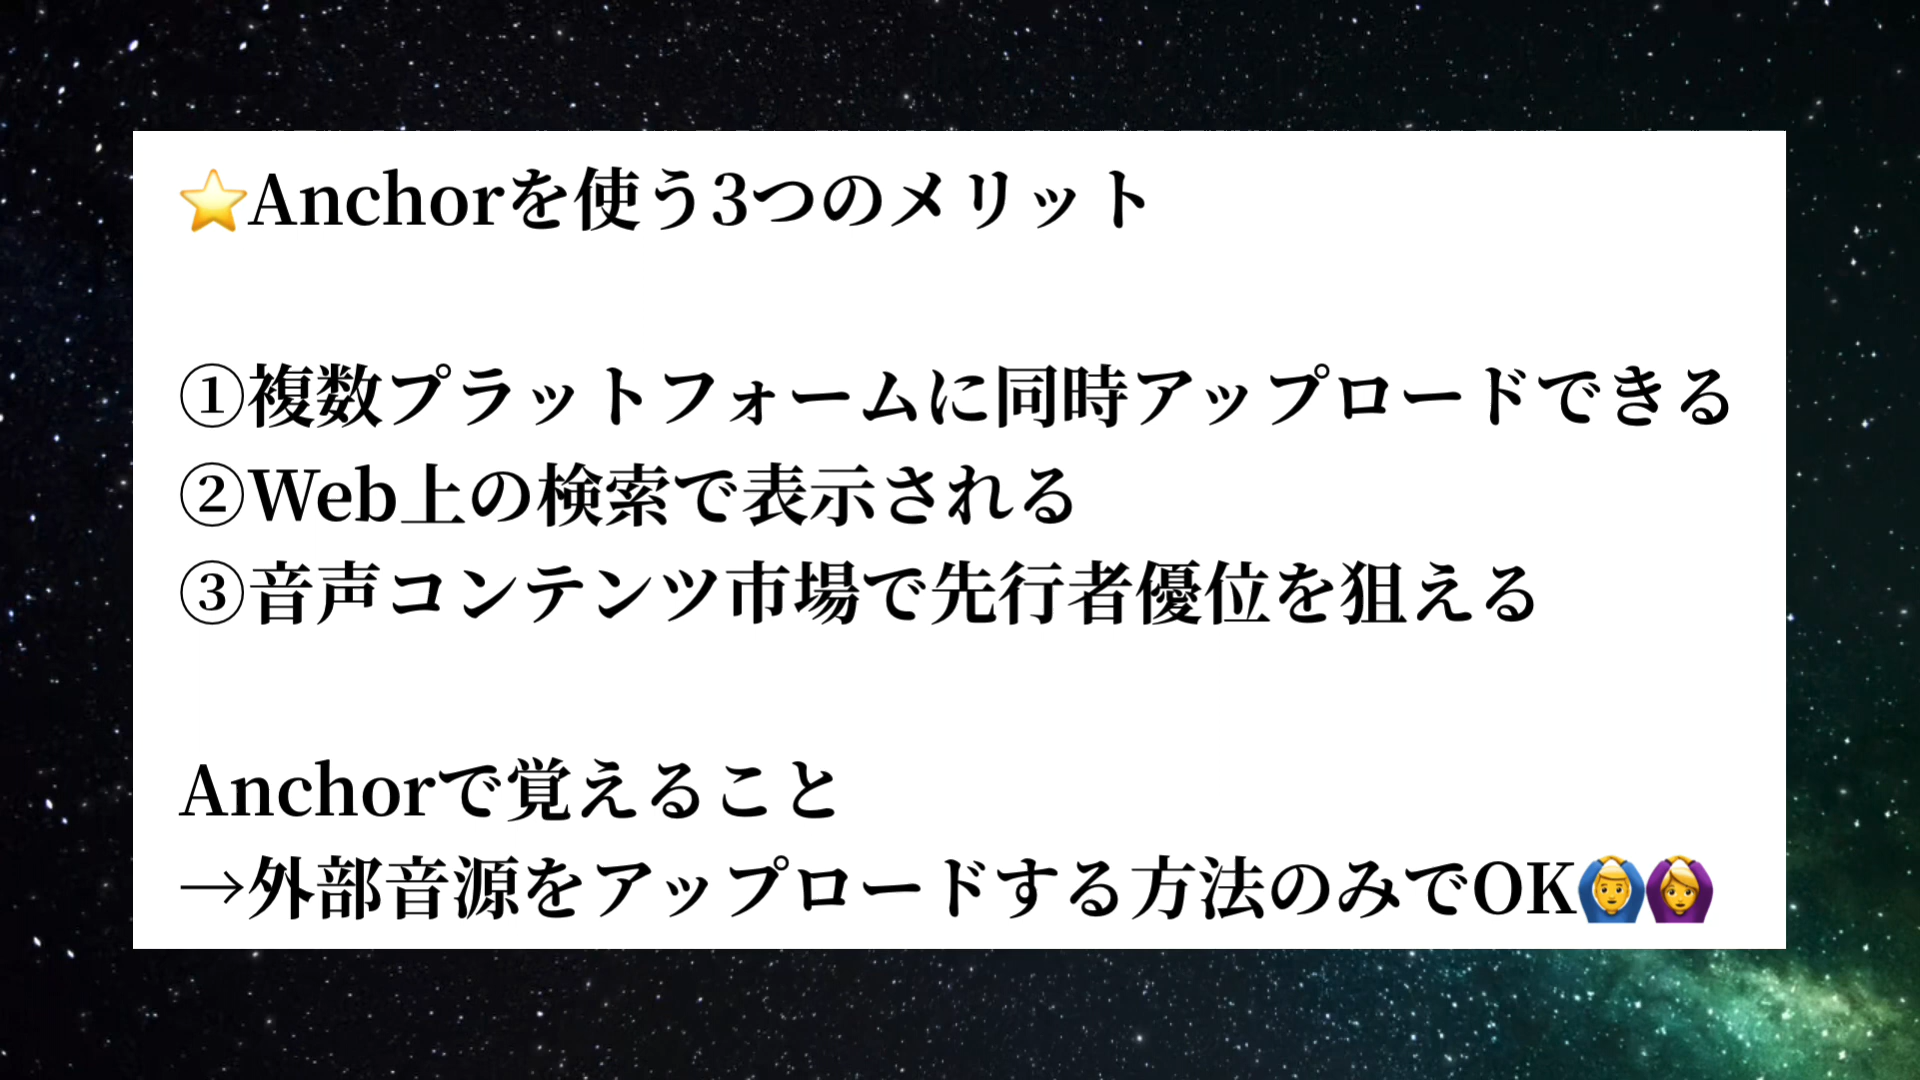 ⭐Anchorを使う3つのメリット
①複数プラットフォームに同時アップロードできる
②Web上の検索で表示される
③音声コンテンツ市場で先行者優位を狙える
Anchorで覚えること
→外部音源をアップロードする方法のみでOK🙆‍♂️🙆‍♀️